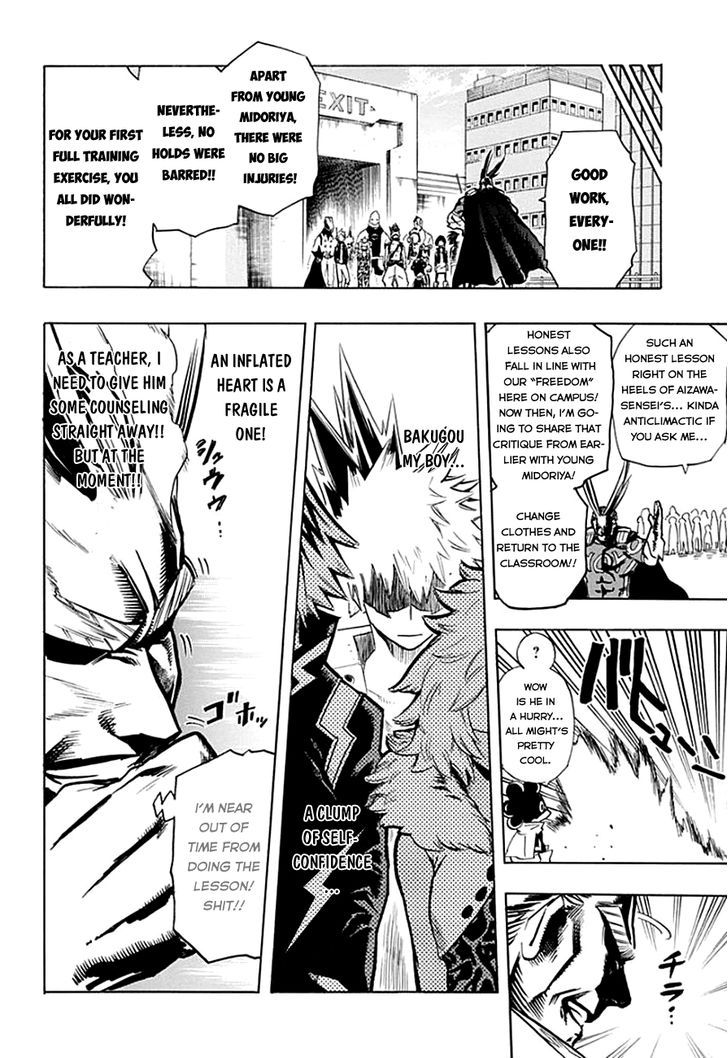 GOOD
WORK,
EVERY-
ONE!!
APART
FROM YOUNG
MIDORIYA,
THERE WERE
NO BIG
INJURIES!
NEVERTHE-
LESS, NO
HOLDS WERE
BARRED!!
FOR YOUR FIRST
FULL TRAINING
EXERCISE, YOU
ALL DID WON-
DERFULLY!
EXIT
SUCH AN
HONEST LESSON
RIGHT ON THE
HEELS OF AIZAWA-
SENSEI'S... KINDA
ANTICLIMACTIC IF
YOU ASK ME...
HONEST
LESSONS ALSO
FALL IN LINE WITH
OUR "FREEDOM"
HERE ON CAMPUS!
NOW THEN, I'M GO-
ING TO SHARE THAT
CRITIQUE FROM EAR-
LIER WITH YOUNG
MIDORIYA!
CHANGE
CLOTHES AND
RETURN TO THE
CLASSROOM!!
バビュン
?
WOW
IS HE IN
A HURRY...
ALL MIGHT'S
PRETTY
COOL.
チラ
BAKUGOU
MY BOY...
A CLUMP
OF SELF-
CONFIDENCE
...
AN INFLATED
HEART IS A
FRAGILE
ONE!
AS A TEACHER, I
NEED TO GIVE HIM
SOME COUNSELING
STRAIGHT AWAY!!
BUT AT THE
MOMENT!!
シュウウゥ
ゴホッ
I'M NEAR
OUT OF
TIME FROM
DOING THE
LESSON!
SHIT!!